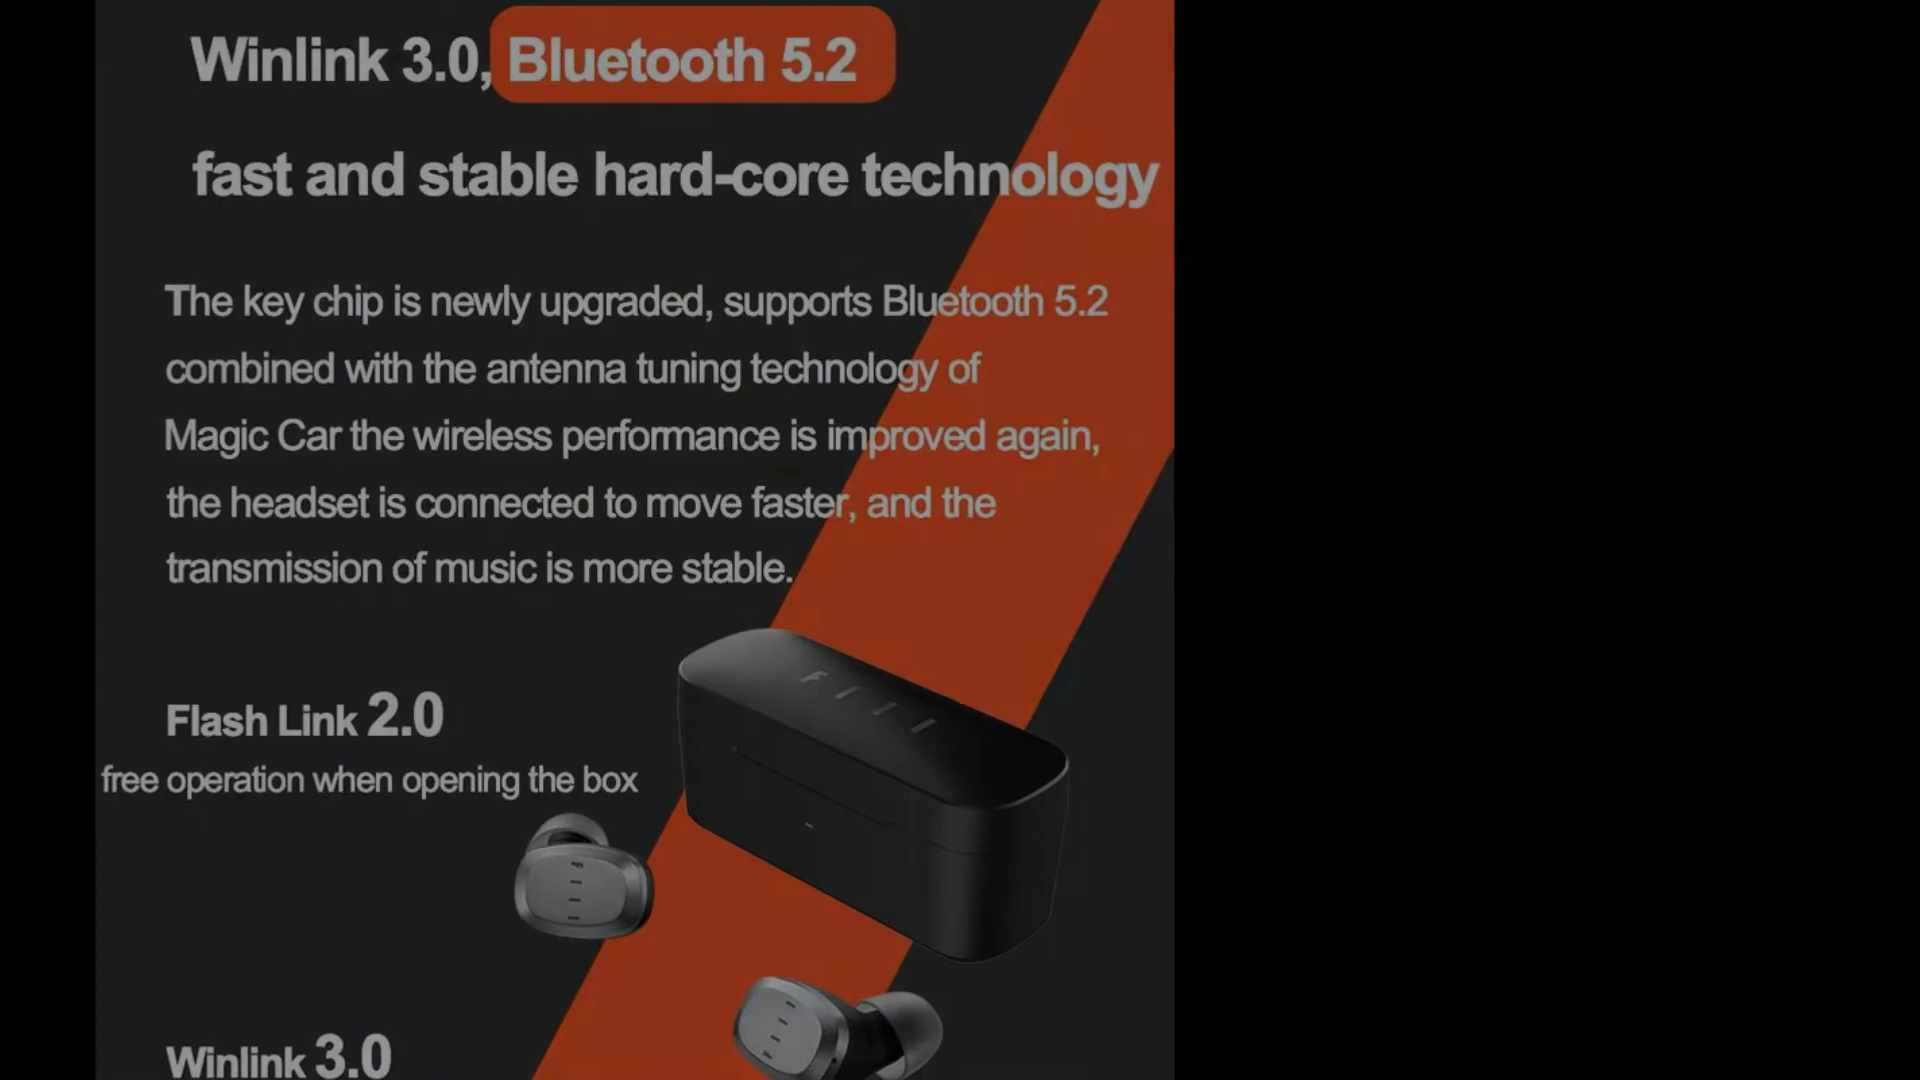 Winlink 3.0, Bluetooth 5.2
fast and stable hard-core technology
The key chip is newly upgraded, supports Bluetooth 5.2
combined with the antenna tuning technology of
Magic Car the wireless performance is improved again,
the headset is connected to move faster, and the
transmission of music is more stable.
Flash Link 2.0
free operation when opening the box
Winlink 3.0